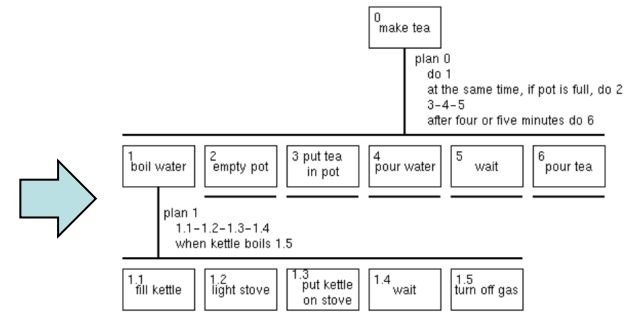 0
make tea
plan 0
do 1
at the same time, if pot is full, do 2
3-4-5
after four or five minutes do 6
1
boil water
2
empty pot
3 put tea
in pot
4
pour water
5
wait
6
pour tea
plan 1
1.1-1.2-1.3-1.4
when kettle boils 1.5
1.1
fill kettle
1.2
light stove
1.3
put kettle
on stove
1.4
wait
1.5
turn off gas